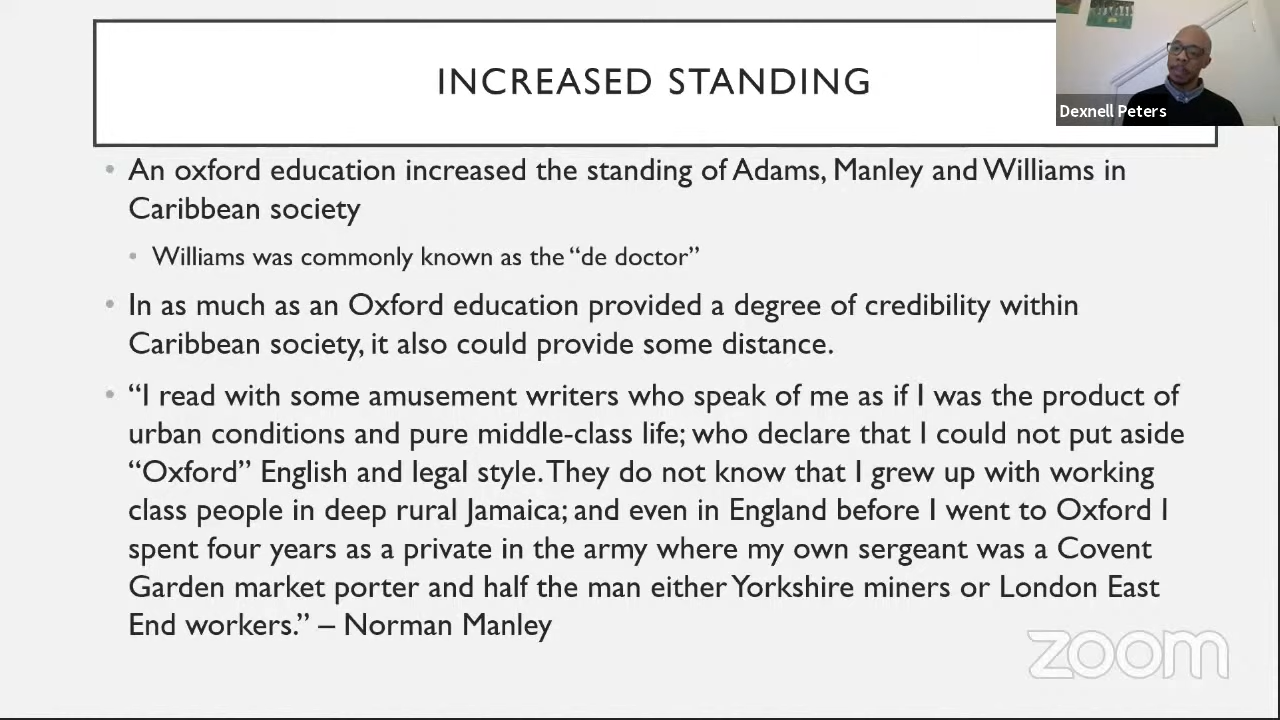 INCREASED STANDING
Dexnell Peters
• An oxford education increased the standing of Adams, Manley and Williams in
Caribbean society
• Williams was commonly known as the “de doctor”
• In as much as an Oxford education provided a degree of credibility within
Caribbean society, it also could provide some distance.
• “I read with some amusement writers who speak of me as if I was the product of
urban conditions and pure middle-class life; who declare that I could not put aside
“Oxford” English and legal style. They do not know that I grew up with working
class people in deep rural Jamaica; and even in England before I went to Oxford I
spent four years as a private in the army where my own sergeant was a Covent
Garden market porter and half the man either Yorkshire miners or London East
End workers.” – Norman Manley
zoom